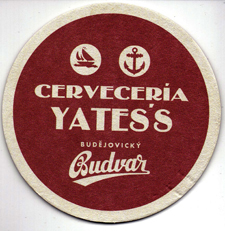 CERVECERÍA
YATES'S
BUDĚJOVICKÝ
Budvar